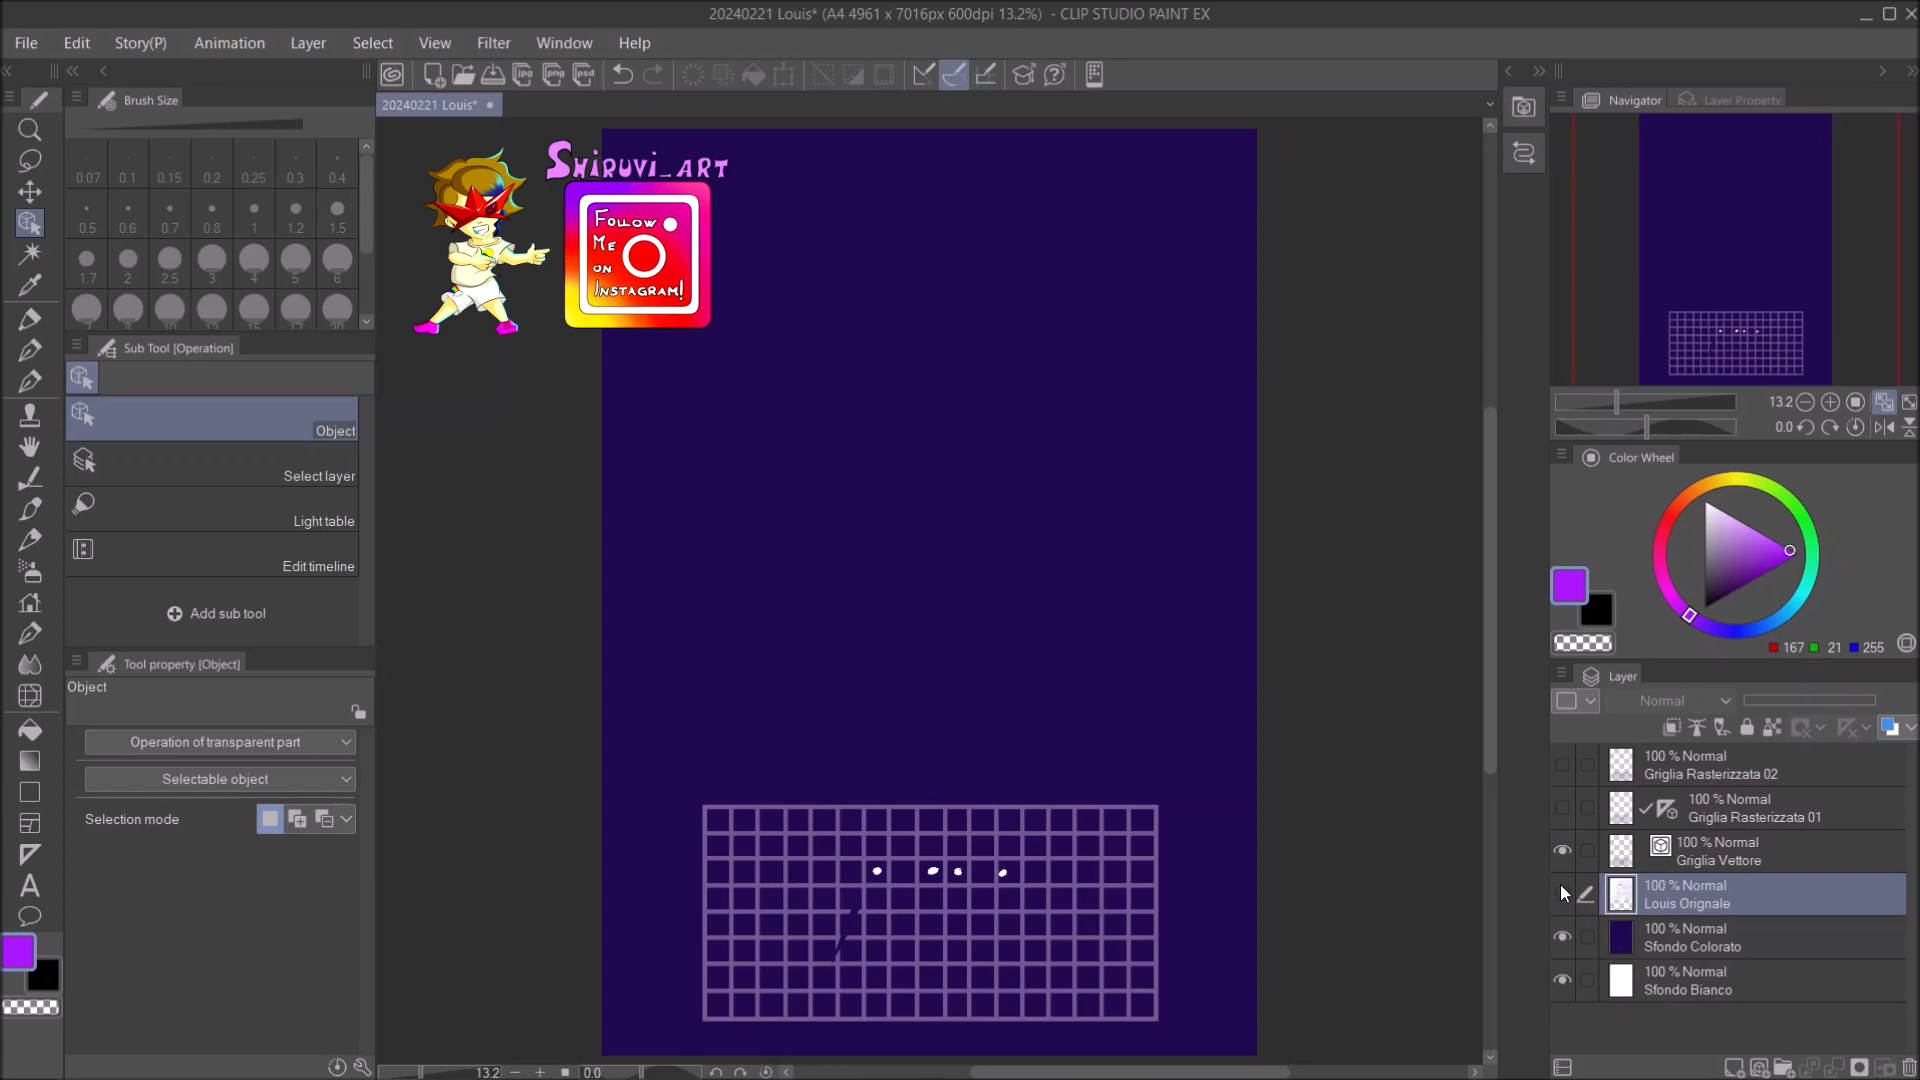 20240221 Louis* (A4 4961 x 7016px 600dpi 13.2%) - CLIP STUDIO PAINT EX
File Edit Story(P) Animation Layer Select View Filter Window Help
jpg png psd
Brush Size
20240221 Louis*
Navigator Layer Property
0.07 0.1 0.15 0.2 0.25 0.3 0.4
0.5 0.6 0.7 0.8 1 1.2 1.5
1.7 2 2.5 3 4 5 6
Shiruvi_art
Follow
Me
on
Instagram!
Sub Tool [Operation]
Object
Select layer
Light table
Edit timeline
Add sub tool
Tool property [Object]
Object
Operation of transparent part
Selectable object
Selection mode
13.2
0.0
Color Wheel
167 21 255
Layer
Normal
100 % Normal
Griglia Rasterizzata 02
100 % Normal
Griglia Rasterizzata 01
100 % Normal
Griglia Vettore
100 % Normal
Louis Orignale
100 % Normal
Sfondo Colorato
100 % Normal
Sfondo Bianco
13.2 0.0